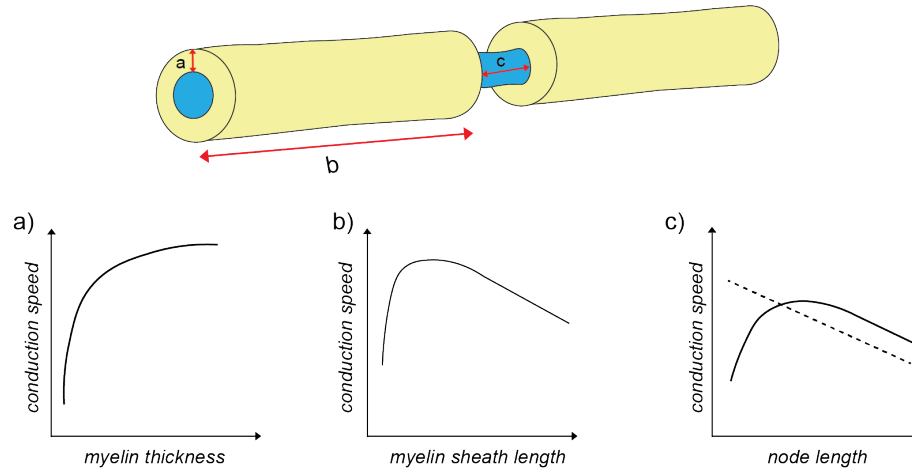 a
c
b
a)
conduction speed
myelin thickness
b)
conduction speed
myelin sheath length
c)
conduction speed
node length